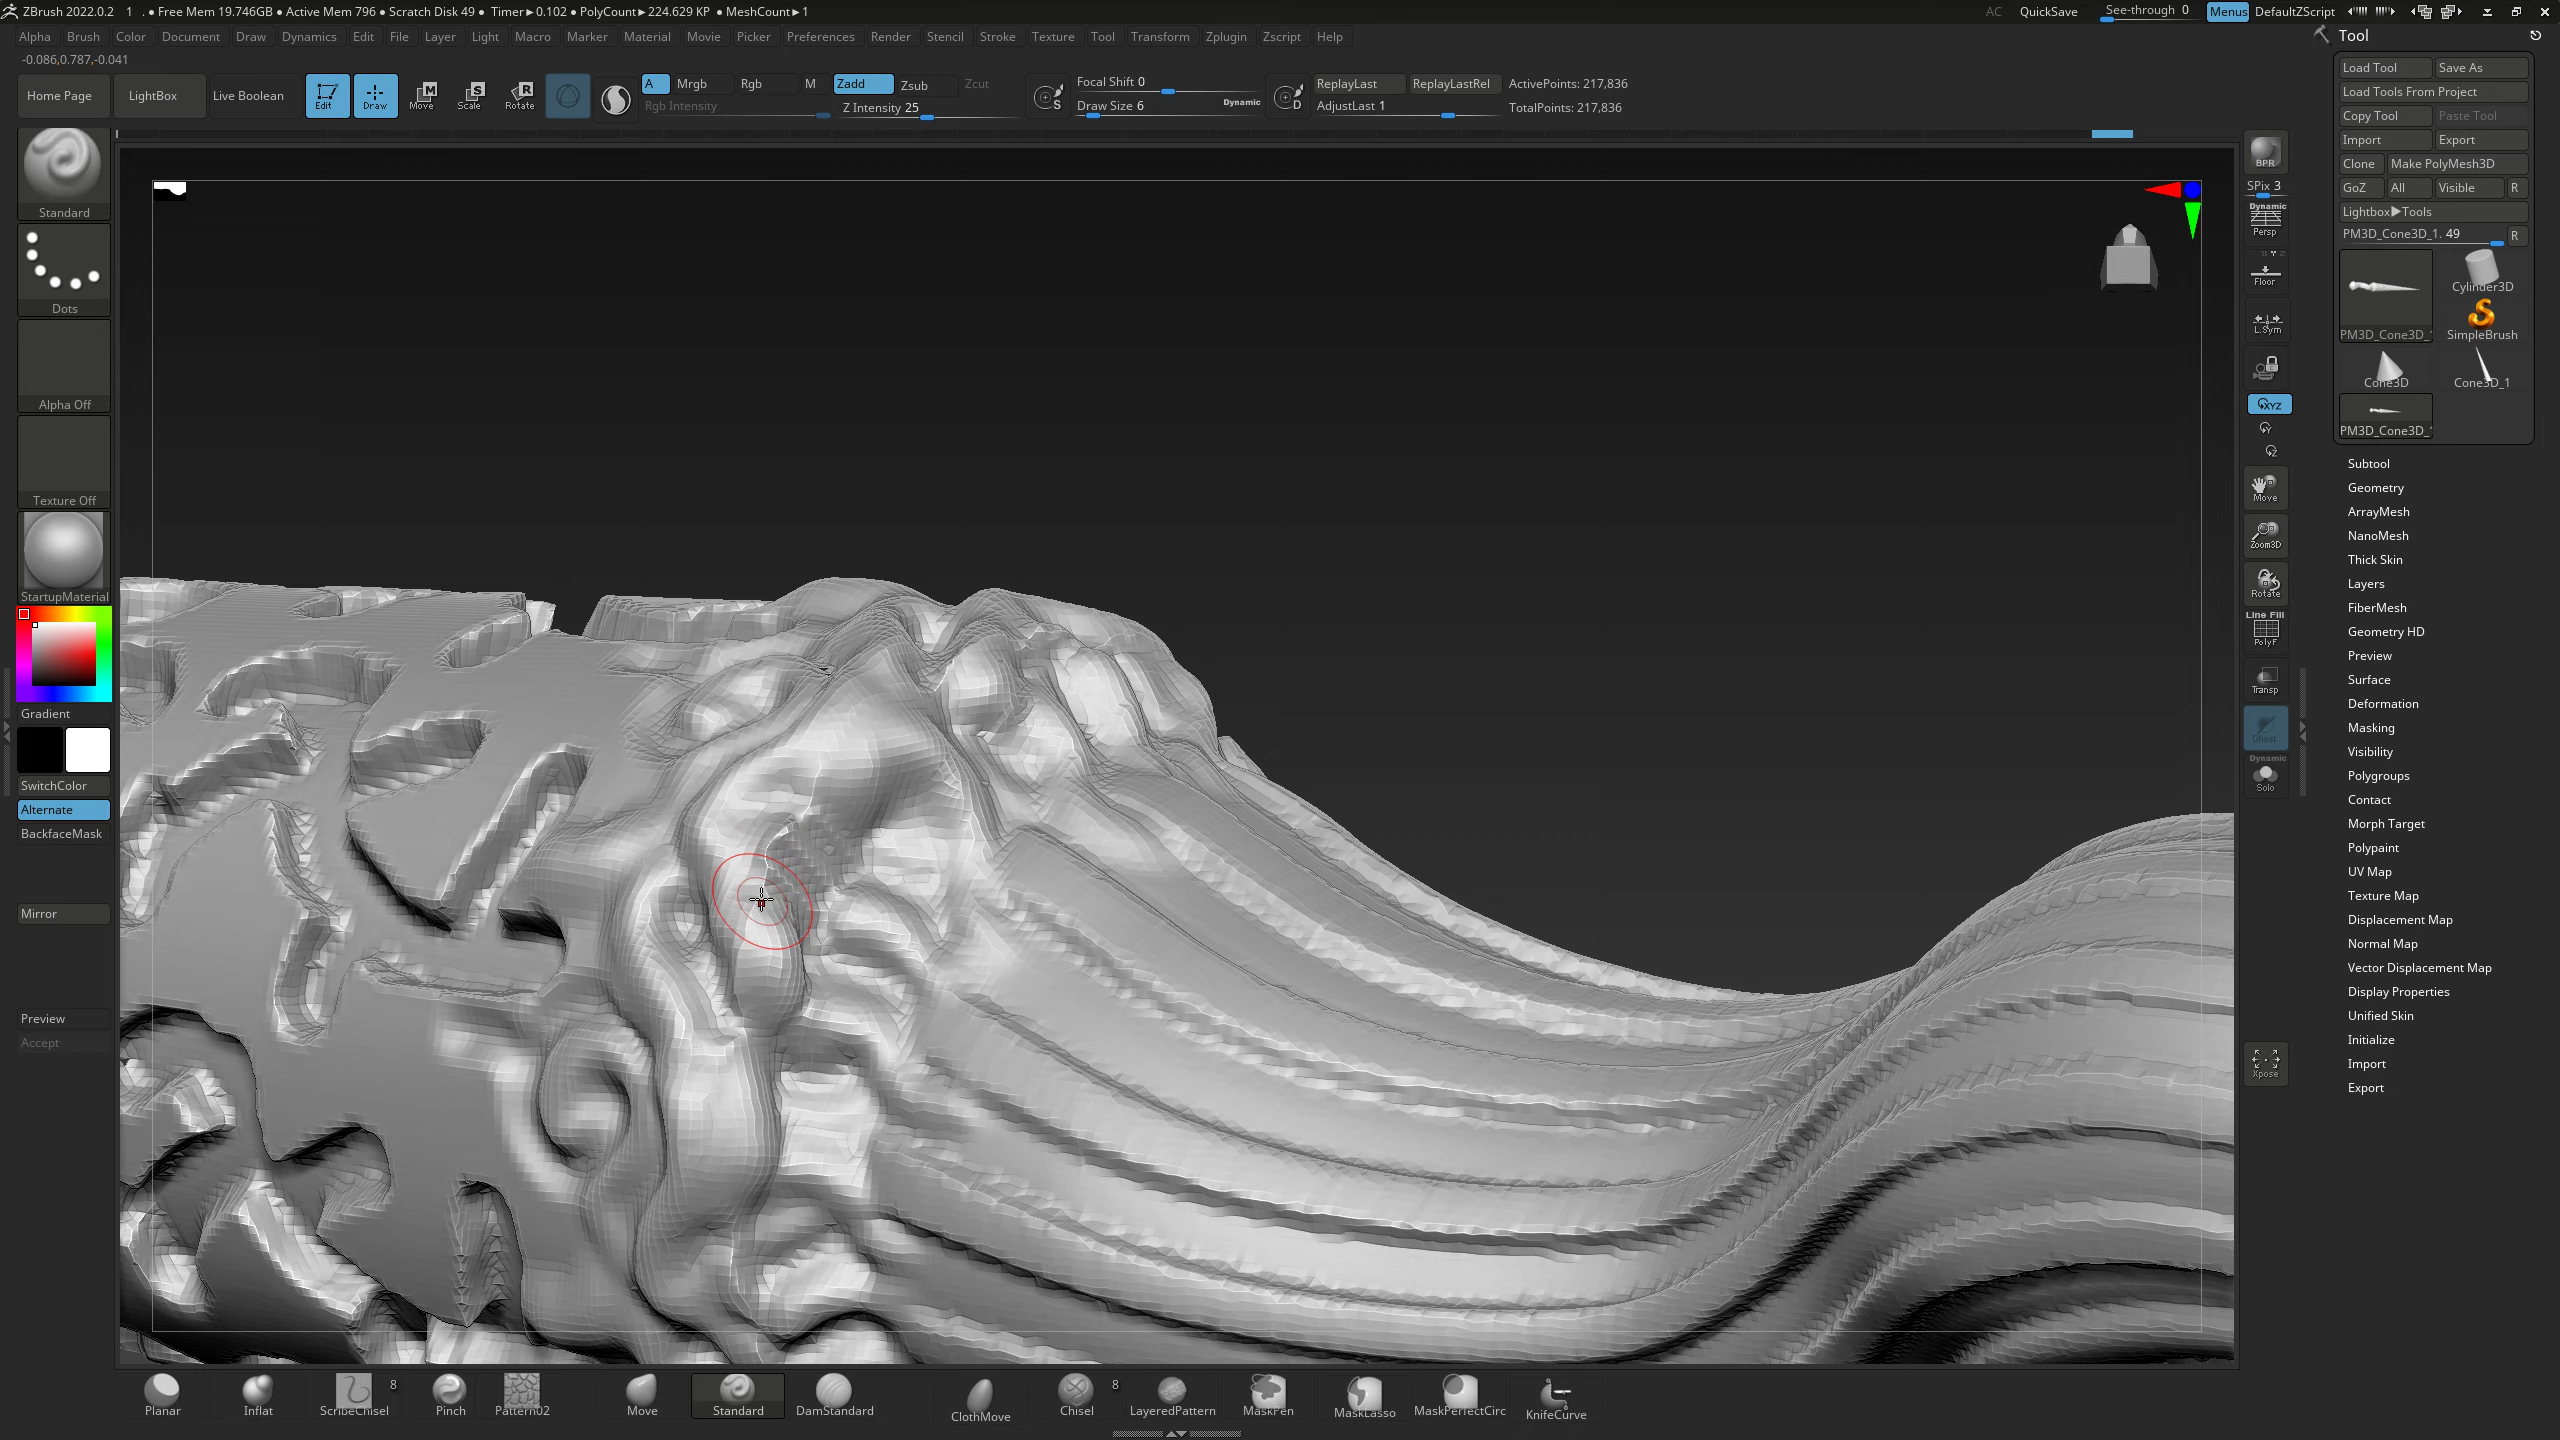 ZBrush 2022.0.2 1 . • Free Mem 19.746GB • Active Mem 796 • Scratch Disk 49 • Timer►0.102 • PolyCount►224.629 KP • MeshCount►1 AC QuickSave See-through 0 Menus DefaultZScript
Alpha Brush Color Document Draw Dynamics Edit File Layer Light Macro Marker Material Movie Picker Preferences Render Stencil Stroke Texture Tool Transform Zplugin Zscript Help
-0.086,0.787,-0.041
Home Page LightBox Live Boolean Edit Draw Move Scale Rotate
M S R
A Mrgb Rgb M Zadd Zsub Zcut
Rgb Intensity Z Intensity 25
S Focal Shift 0
Draw Size 6 Dynamic
D ReplayLast ReplayLastRel ActivePoints: 217,836
AdjustLast 1 TotalPoints: 217,836
Standard
Dots
Alpha Off
Texture Off
StartupMaterial
Gradient
SwitchColor
Alternate
BackfaceMask
Mirror
Preview
Accept
BPR
SPix 3
Dynamic
Persp
Floor
L.Sym
XYZ
Y
Z
Move
Zoom3D
Rotate
Line Fill
PolyF
Transp
Ghost
Dynamic
Solo
Xpose
Tool
Load Tool Save As
Load Tools From Project
Copy Tool Paste Tool
Import Export
Clone Make PolyMesh3D
GoZ All Visible R
Lightbox►Tools
PM3D_Cone3D_1. 49 R
Cylinder3D
PM3D_Cone3D_1 SimpleBrush
Cone3D Cone3D_1
PM3D_Cone3D_1
Subtool
Geometry
ArrayMesh
NanoMesh
Thick Skin
Layers
FiberMesh
Geometry HD
Preview
Surface
Deformation
Masking
Visibility
Polygroups
Contact
Morph Target
Polypaint
UV Map
Texture Map
Displacement Map
Normal Map
Vector Displacement Map
Display Properties
Unified Skin
Initialize
Import
Export
8 8
Planar Inflat ScribeChisel Pinch Pattern02 Move Standard DamStandard ClothMove Chisel LayeredPattern MaskPen MaskLasso MaskPerfectCirc KnifeCurve